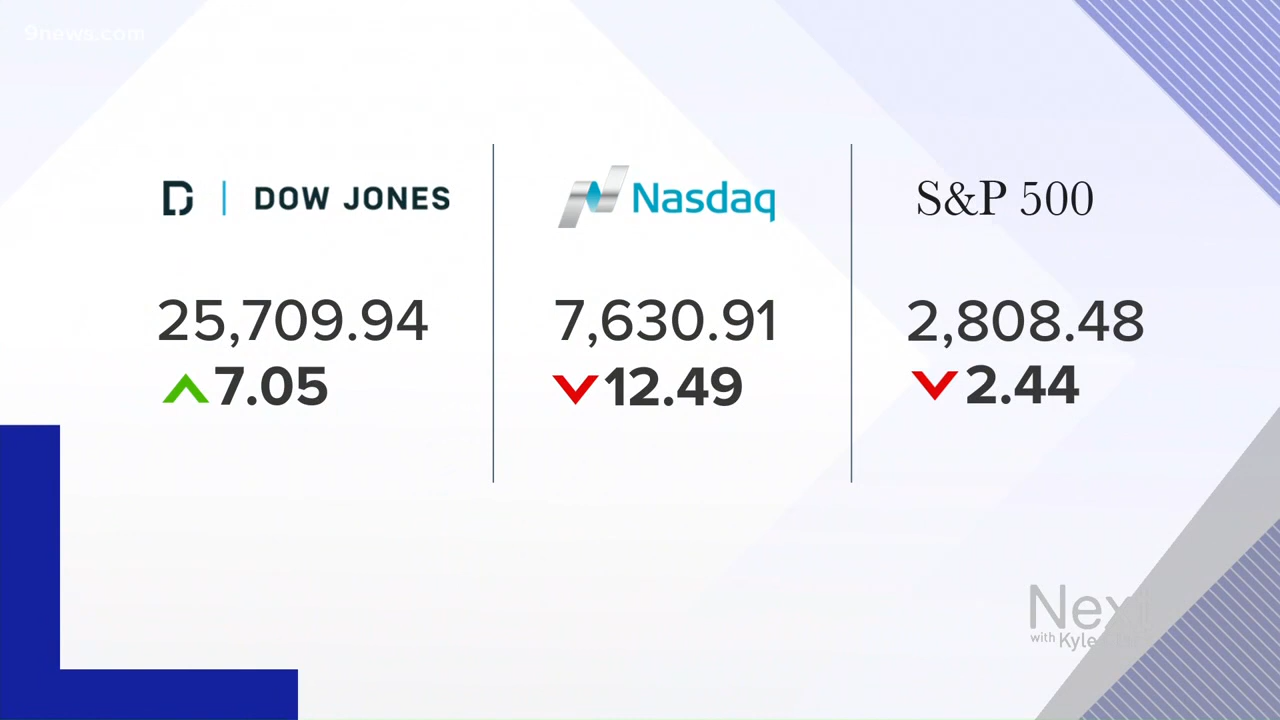 9news.com
DOW JONES
Nasdaq
S&P 500
25,709.94
7,630.91
2,808.48
7.05
12.49
2.44
Next
with Kyle